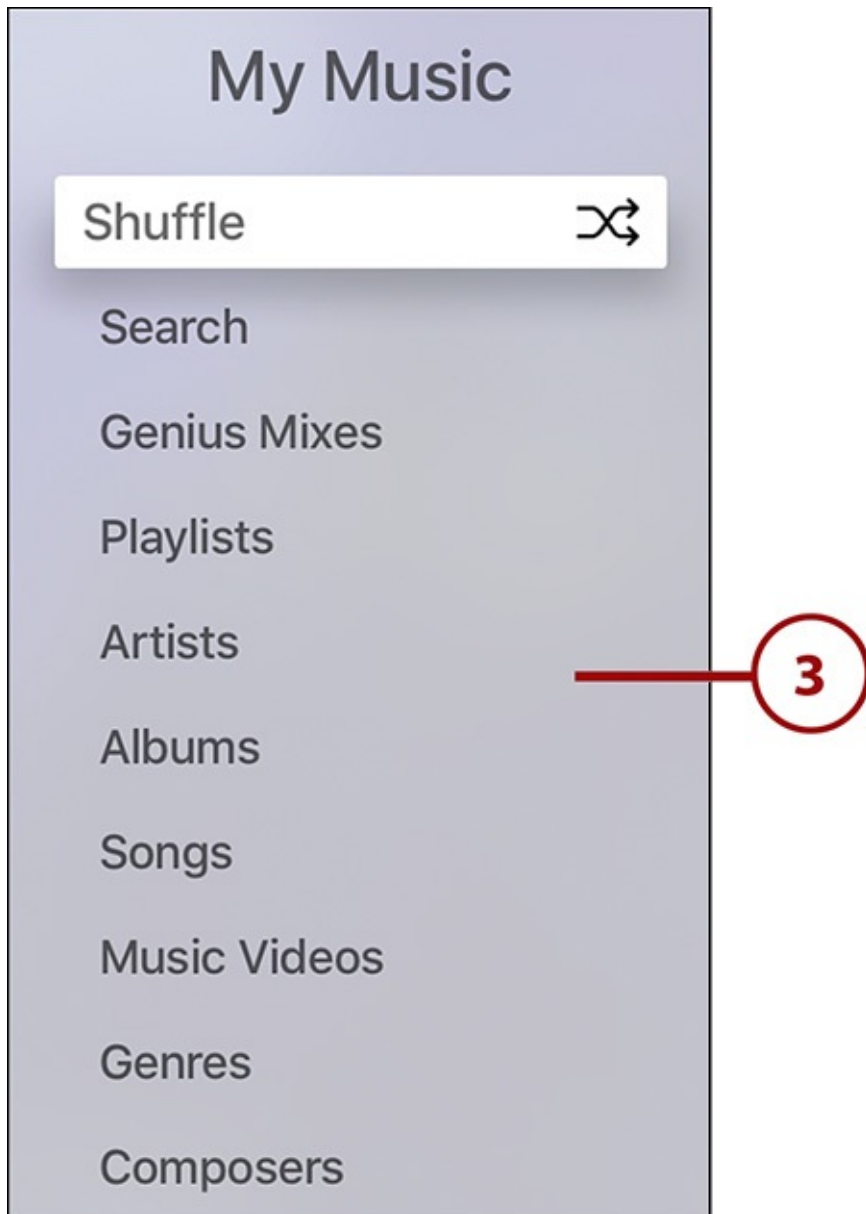 My Music
Shuffle
Search
Genius Mixes
Playlists
Artists
3
Albums
Songs
Music Videos
Genres
Composers